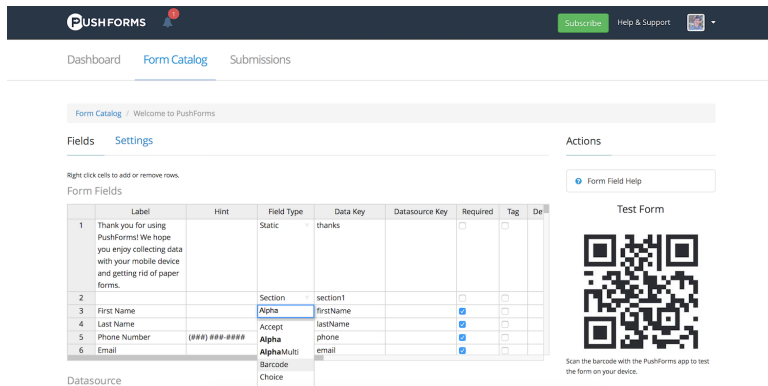 PUSHFORMS
1
Subscribe
Help & Support
Dashboard
Form Catalog
Submissions
Form Catalog / Welcome to PushForms
Fields
Settings
Actions
Right click cells to add or remove rows.
Form Fields
Form Field Help
Test Form
Label Hint Field Type Data Key Datasource Key Required Tag De
1 Thank you for using Static thanks
PushForms! We hope
you enjoy collecting data
with your mobile device
and getting rid of paper
forms.
2 Section section1
3 First Name Alpha firstName
4 Last Name lastName
5 Phone Number (###) ###-#### phone
6 Email email
Accept
Alpha
AlphaMulti
Barcode
Choice
Scan the barcode with the PushForms app to test
the form on your device.
Datasource